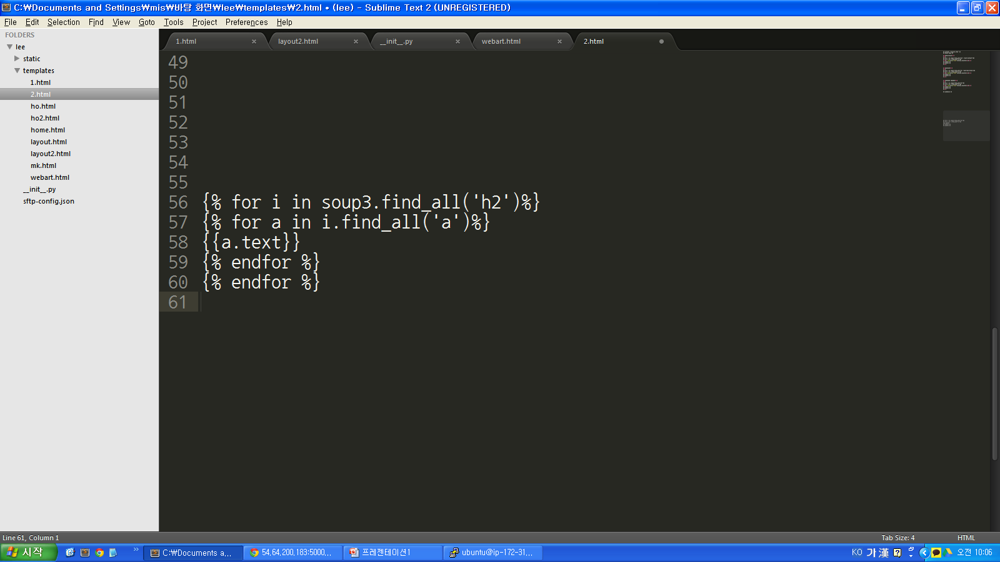 C:₩Documents and Settings₩mis₩바탕 화면₩lee₩templates₩2.html • (lee) - Sublime Text 2 (UNREGISTERED)
File Edit Selection Find View Goto Tools Project Preferences Help
FOLDERS
lee
static
templates
1.html
2.html
ho.html
ho2.html
home.html
layout.html
layout2.html
mk.html
webart.html
__init__.py
sftp-config.json
1.html × layout2.html × __init__.py × webart.html × 2.html •
49
50
51
52
53
54
55
56 {% for i in soup3.find_all('h2')%}
57 {% for a in i.find_all('a')%}
58 {{a.text}}
59 {% endfor %}
60 {% endfor %}
61
Line 61, Column 1 Tab Size: 4 HTML
시작 C:₩Documents a... 54.64.200.183:5000... 프레젠테이션1 ubuntu@ip-172-31... KO 가 漢 오전 10:06